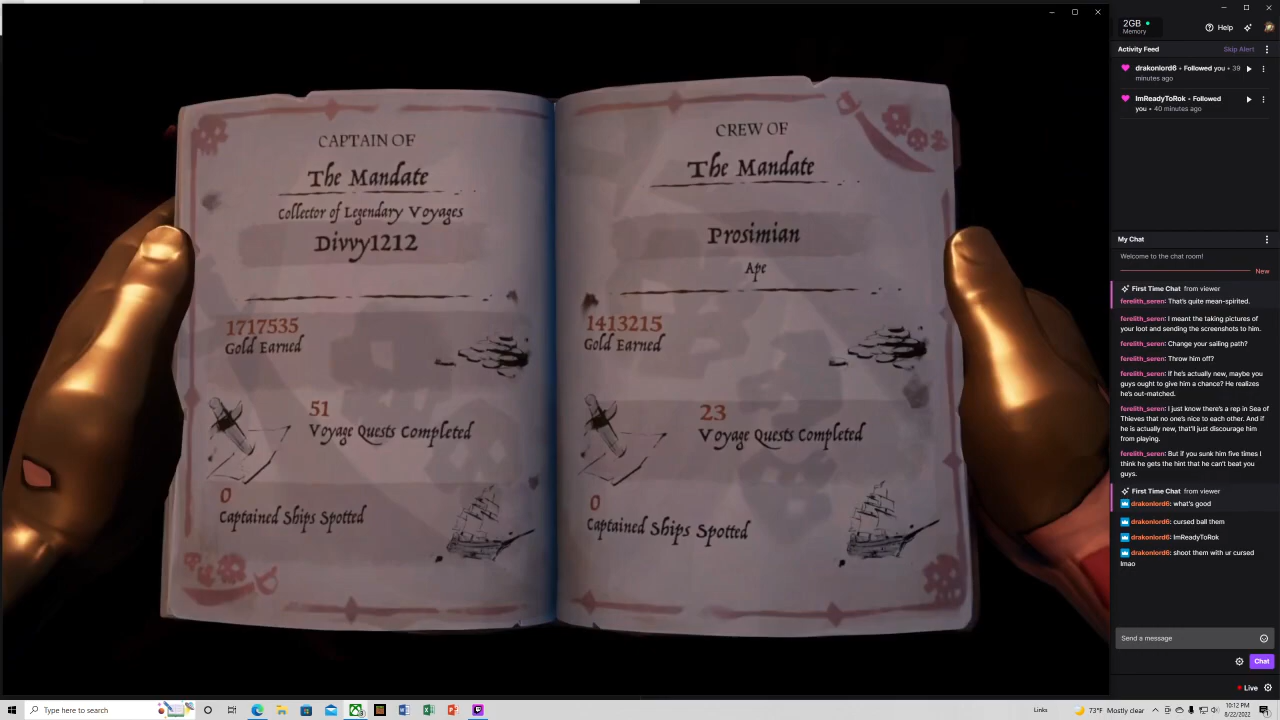 CAPTAIN OF
The Mandate
Collector of Legendary Voyages
Divvy1212
1717535
Gold Earned
51
Voyage Quests Completed
0
Captained Ships Spotted
CREW OF
The Mandate
Prosimian
Ape
1413215
Gold Earned
23
Voyage Quests Completed
0
Captained Ships Spotted
2GB
Memory
Help
Activity Feed
Skip Alert
drakonlord6 • Followed you • 39
minutes ago
ImReadyToRok • Followed
you • 40 minutes ago
My Chat
Welcome to the chat room!
New
First Time Chat from viewer
ferelith_seren: That's quite mean-spirited.
ferelith_seren: I meant the taking pictures of
your loot and sending the screenshots to him.
ferelith_seren: Change your sailing path?
ferelith_seren: Throw him off?
ferelith_seren: If he's actually new, maybe you
guys ought to give him a chance? He realizes
he's out-matched.
ferelith_seren: I just know there's a rep in Sea of
Thieves and no one's nice to each other. And if
he is actually new, that'll just discourage him
from playing.
ferelith_seren: But if you sunk him five times I
think he gets the hint that he can't beat you
guys.
First Time Chat from viewer
drakonlord6: what's good
drakonlord6: cursed ball them
drakonlord6: ImReadyToRok
drakonlord6: shoot them with ur cursed
lmao
Send a message
Chat
Live
Type here to search
Links
73°F Mostly clear
10:12 PM
8/22/2022